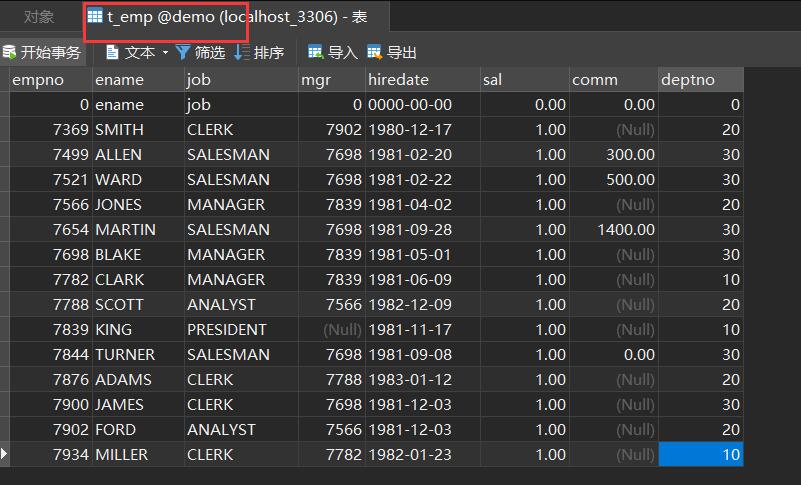 对象 t_emp @demo (localhost_3306) - 表
开始事务 文本 筛选 排序 导入 导出
empno ename job mgr hiredate sal comm deptno
0 ename job 0 0000-00-00 0.00 0.00 0
7369 SMITH CLERK 7902 1980-12-17 1.00 (Null) 20
7499 ALLEN SALESMAN 7698 1981-02-20 1.00 300.00 30
7521 WARD SALESMAN 7698 1981-02-22 1.00 500.00 30
7566 JONES MANAGER 7839 1981-04-02 1.00 (Null) 20
7654 MARTIN SALESMAN 7698 1981-09-28 1.00 1400.00 30
7698 BLAKE MANAGER 7839 1981-05-01 1.00 (Null) 30
7782 CLARK MANAGER 7839 1981-06-09 1.00 (Null) 10
7788 SCOTT ANALYST 7566 1982-12-09 1.00 (Null) 20
7839 KING PRESIDENT (Null) 1981-11-17 1.00 (Null) 10
7844 TURNER SALESMAN 7698 1981-09-08 1.00 0.00 30
7876 ADAMS CLERK 7788 1983-01-12 1.00 (Null) 20
7900 JAMES CLERK 7698 1981-12-03 1.00 (Null) 30
7902 FORD ANALYST 7566 1981-12-03 1.00 (Null) 20
7934 MILLER CLERK 7782 1982-01-23 1.00 (Null) 10